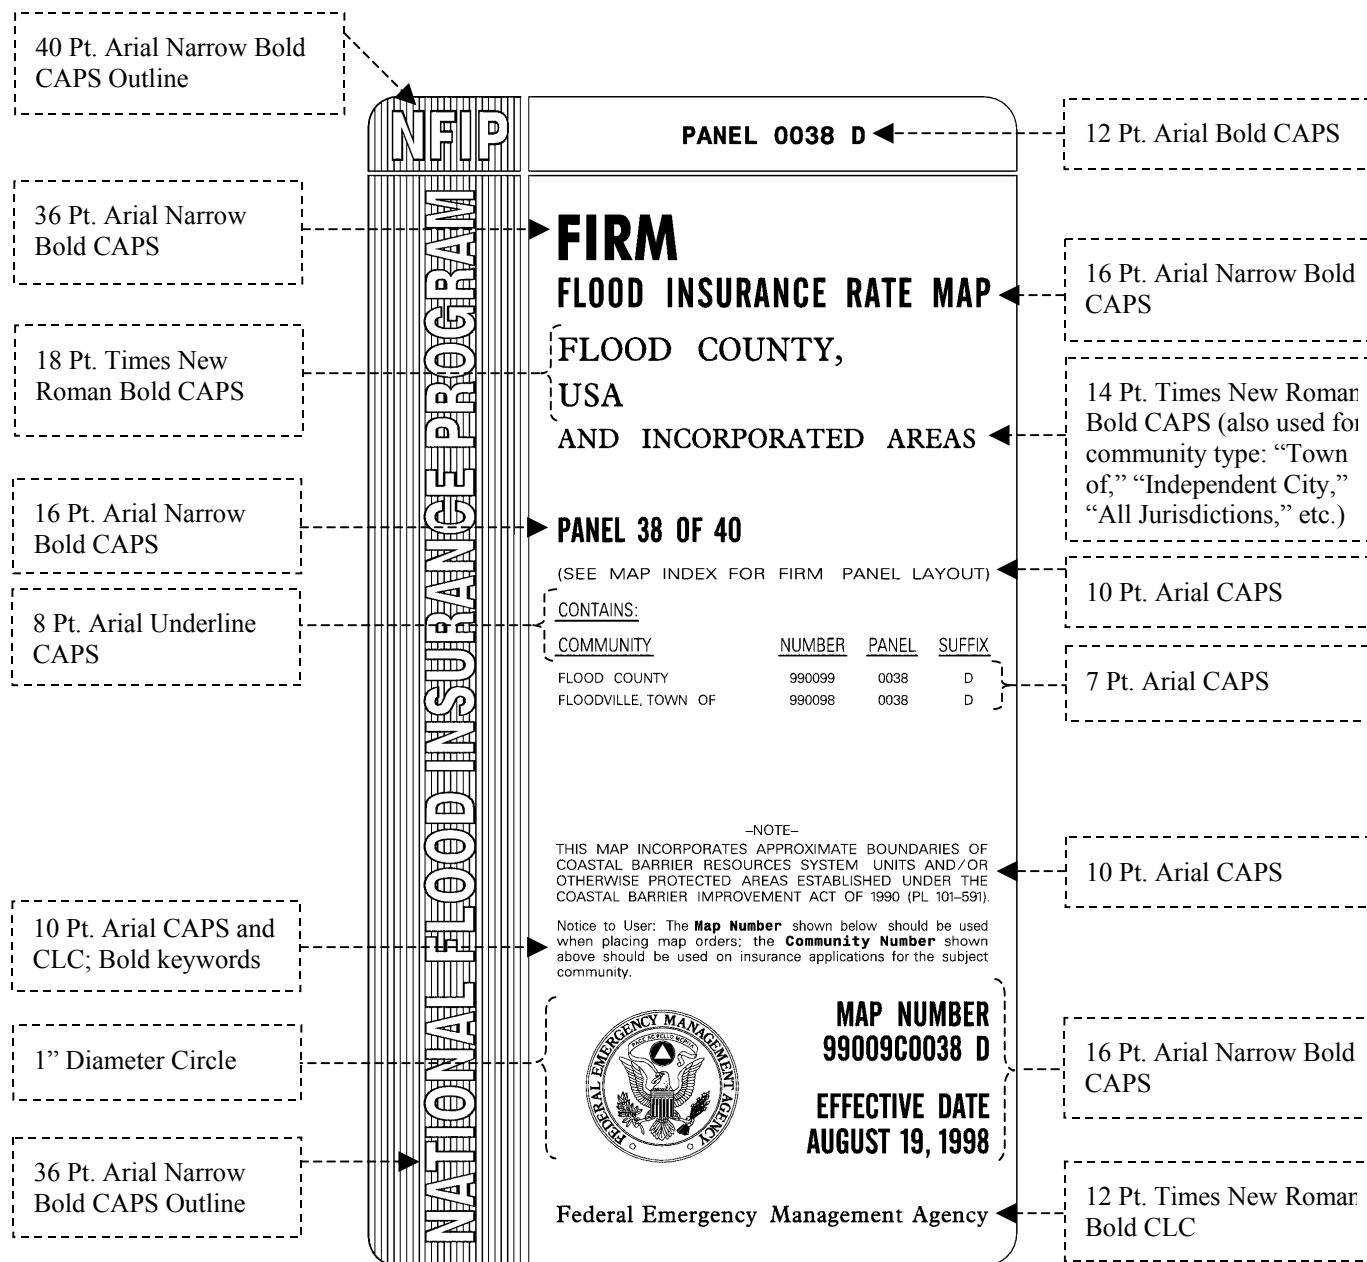 40 Pt. Arial Narrow Bold
CAPS Outline
36 Pt. Arial Narrow
Bold CAPS
18 Pt. Times New
Roman Bold CAPS
16 Pt. Arial Narrow
Bold CAPS
8 Pt. Arial Underline
CAPS
10 Pt. Arial CAPS and
CLC; Bold keywords
1” Diameter Circle
36 Pt. Arial Narrow
Bold CAPS Outline
NFIP
NATIONAL FLOOD INSURANCE PROGRAM
PANEL 0038 D
FIRM
FLOOD INSURANCE RATE MAP
FLOOD COUNTY,
USA
AND INCORPORATED AREAS
PANEL 38 OF 40
(SEE MAP INDEX FOR FIRM PANEL LAYOUT)
CONTAINS:
COMMUNITY NUMBER PANEL SUFFIX
FLOOD COUNTY 990099 0038 D
FLOODVILLE, TOWN OF 990098 0038 D
–NOTE–
THIS MAP INCORPORATES APPROXIMATE BOUNDARIES OF
COASTAL BARRIER RESOURCES SYSTEM UNITS AND/OR
OTHERWISE PROTECTED AREAS ESTABLISHED UNDER THE
COASTAL BARRIER IMPROVEMENT ACT OF 1990 (PL 101–591).
Notice to User: The Map Number shown below should be used
when placing map orders; the Community Number shown
above should be used on insurance applications for the subject
community.
FEDERAL EMERGENCY MANAGEMENT AGENCY
MAP NUMBER
99009C0038 D
EFFECTIVE DATE
AUGUST 19, 1998
Federal Emergency Management Agency
12 Pt. Arial Bold CAPS
16 Pt. Arial Narrow Bold
CAPS
14 Pt. Times New Roman
Bold CAPS (also used for
community type: “Town
of,” “Independent City,”
“All Jurisdictions,” etc.)
10 Pt. Arial CAPS
7 Pt. Arial CAPS
10 Pt. Arial CAPS
16 Pt. Arial Narrow Bold
CAPS
12 Pt. Times New Roman
Bold CLC